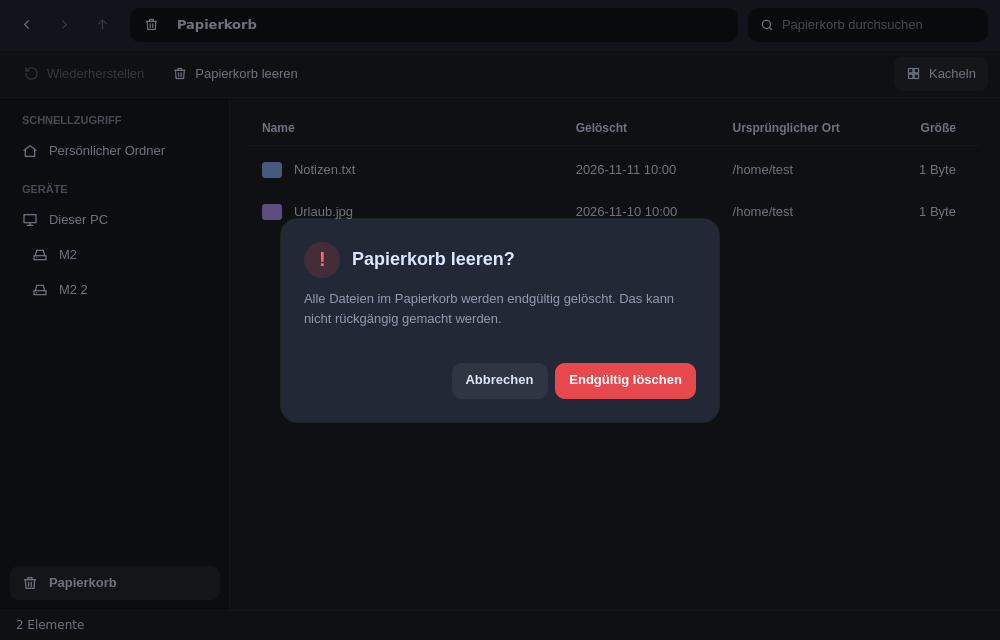 Papierkorb
Papierkorb durchsuchen
Wiederherstellen
Papierkorb leeren
Kacheln
SCHNELLZUGRIFF
Persönlicher Ordner
GERÄTE
Dieser PC
M2
M2 2
Papierkorb
Name Gelöscht Ursprünglicher Ort Größe
Notizen.txt 2026-11-11 10:00 /home/test 1 Byte
Urlaub.jpg 2026-11-10 10:00 /home/test 1 Byte
!
Papierkorb leeren?
Alle Dateien im Papierkorb werden endgültig gelöscht. Das kann
nicht rückgängig gemacht werden.
Abbrechen
Endgültig löschen
2 Elemente